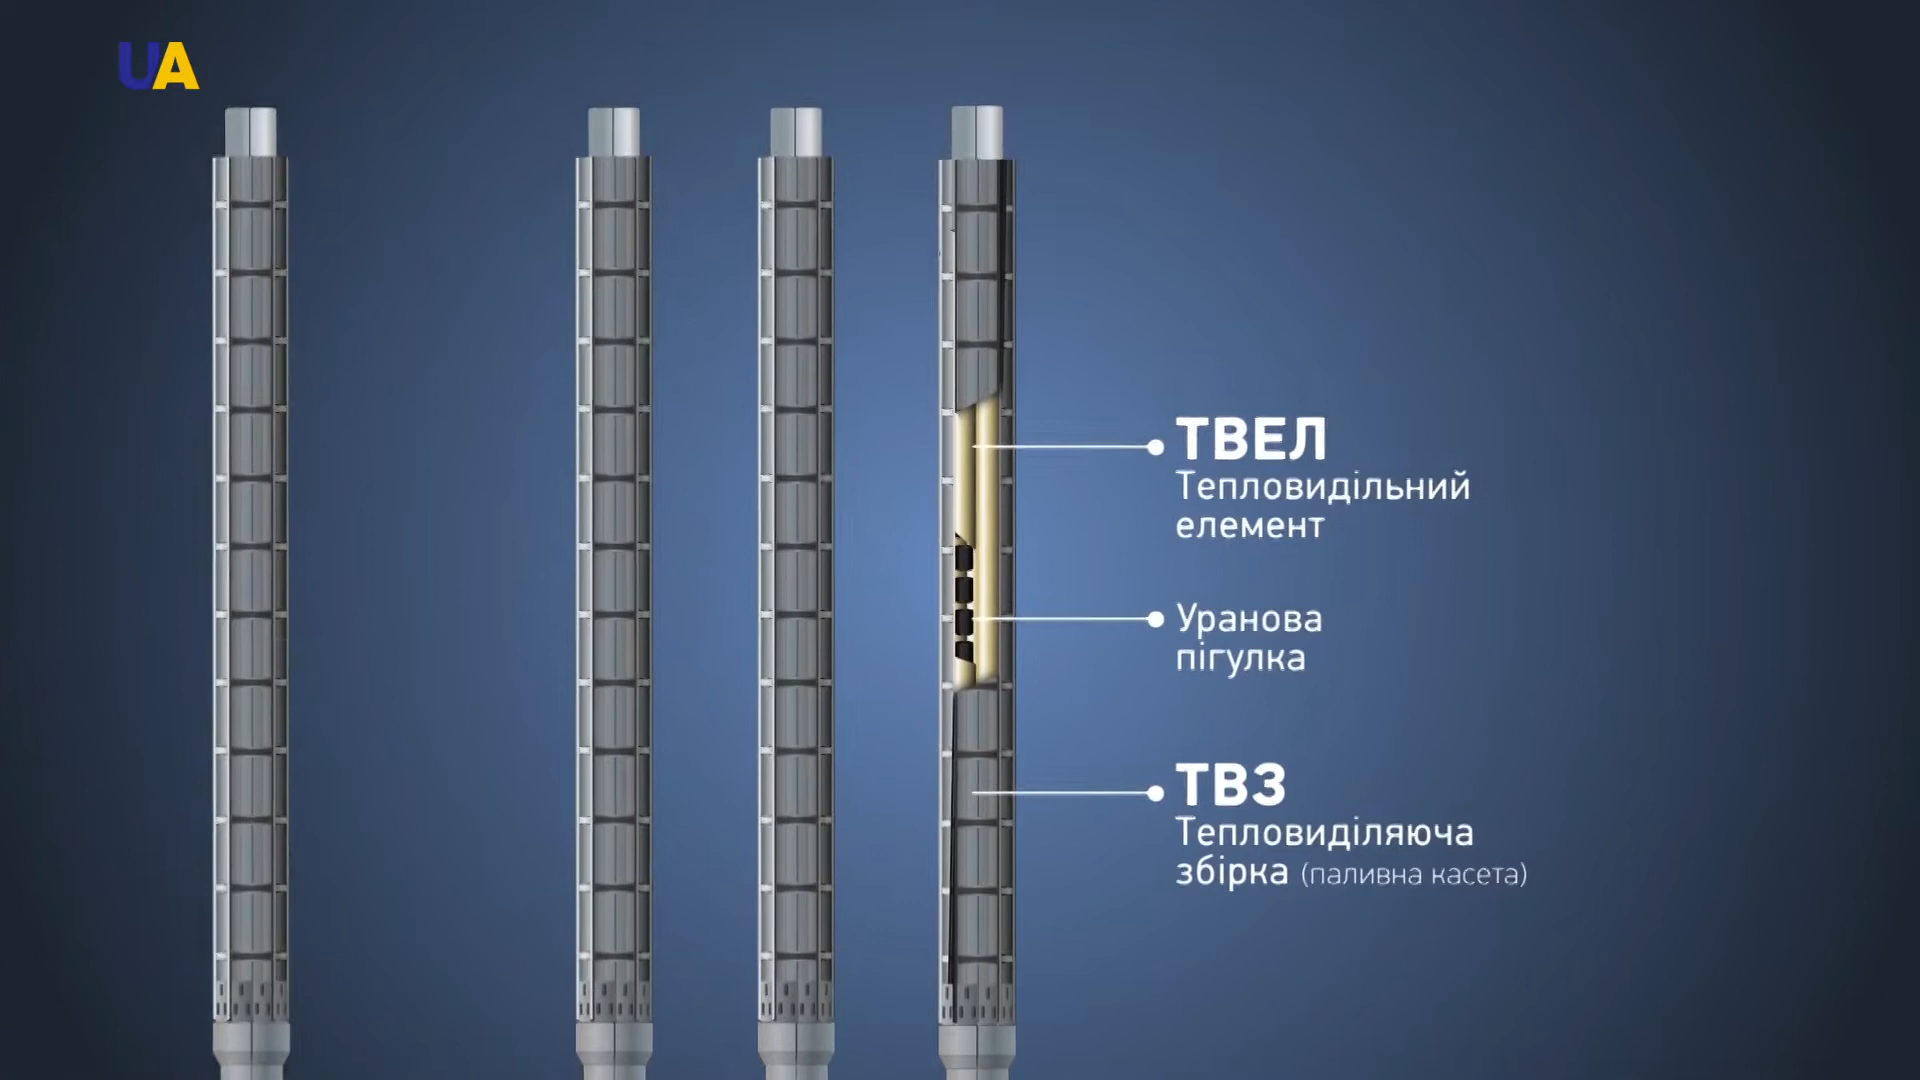 UA
ТВЕЛ
Тепловидільний
елемент
Уранова
пігулка
ТВЗ
Тепловиділяюча
збірка (паливна касета)